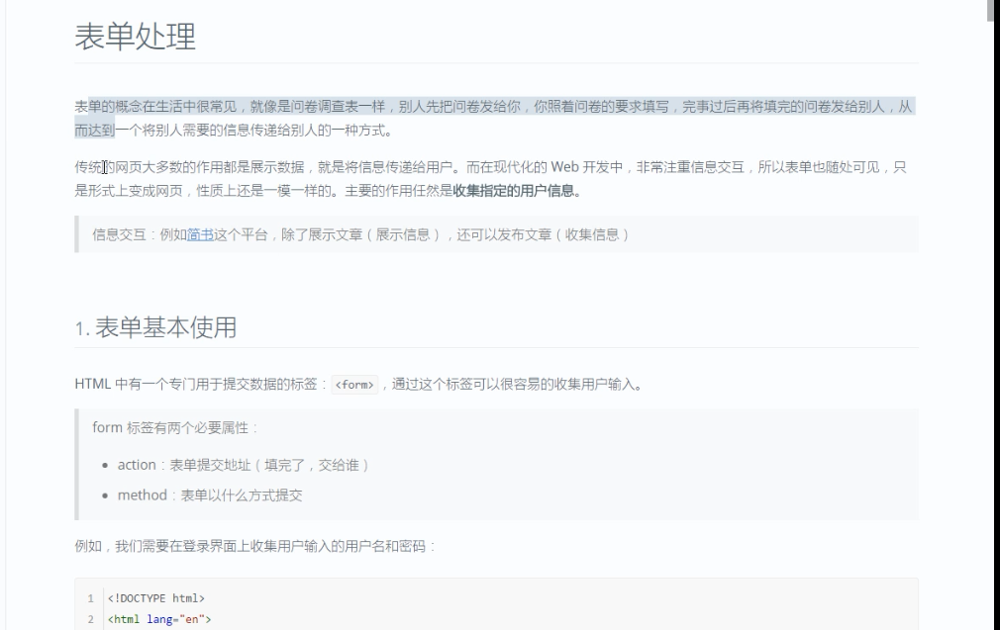 表单处理
表单的概念在生活中很常见，就像是问卷调查表一样，别人先把问卷发给你，你照着问卷的要求填写，完事过后再将填完的问卷发给别人，从
而达到一个将别人需要的信息传递给别人的一种方式。
传统的网页大多数的作用都是展示数据，就是将信息传递给用户。而在现代化的 Web 开发中，非常注重信息交互，所以表单也随处可见，只
是形式上变成网页，性质上还是一模一样的。主要的作用任然是收集指定的用户信息。
信息交互：例如简书这个平台，除了展示文章（展示信息），还可以发布文章（收集信息）
1. 表单基本使用
HTML 中有一个专门用于提交数据的标签：<form>，通过这个标签可以很容易的收集用户输入。
form 标签有两个必要属性：
• action：表单提交地址（填完了，交给谁）
• method：表单以什么方式提交
例如，我们需要在登录界面上收集用户输入的用户名和密码：
1 <!DOCTYPE html>
2 <html lang="en">